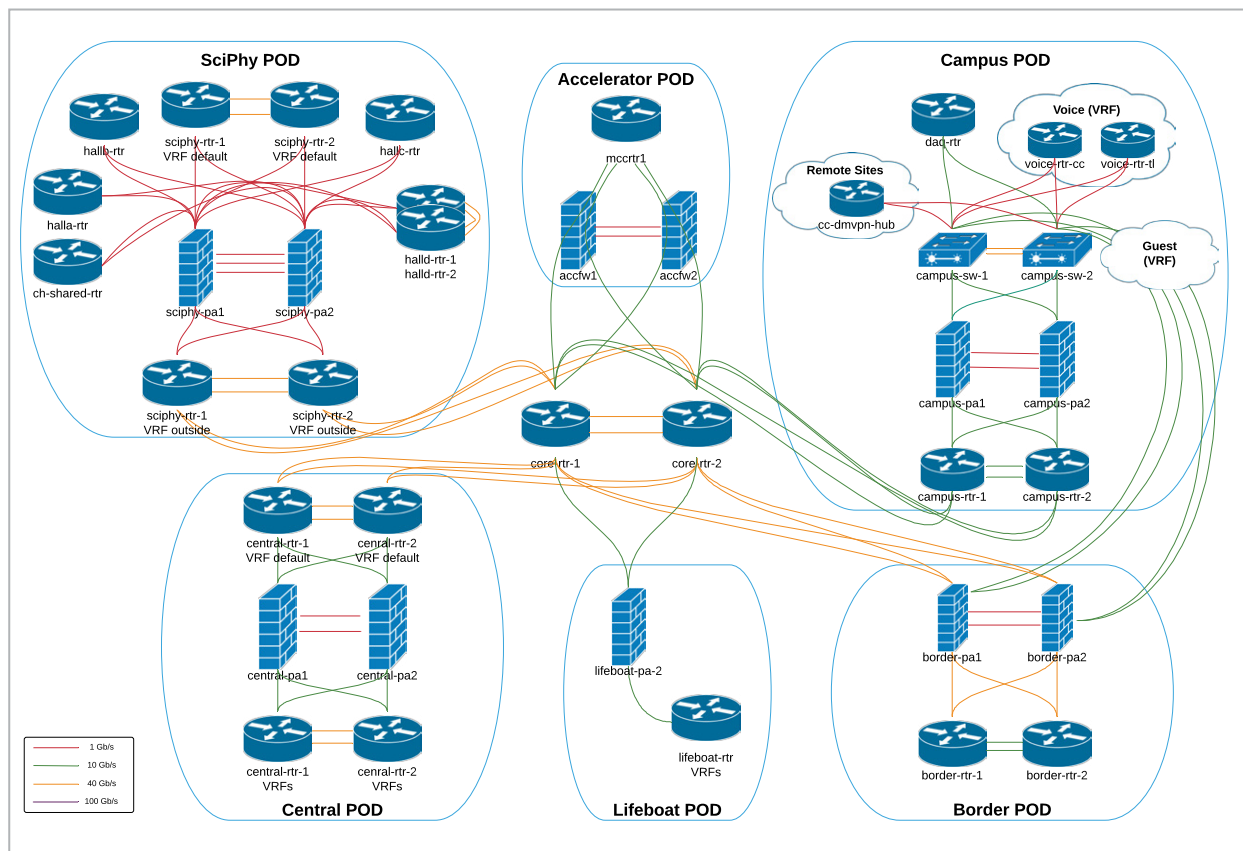 SciPhy POD
hallb-rtr
sciphy-rtr-1
VRF default
sciphy-rtr-2
VRF default
hallc-rtr
halla-rtr
ch-shared-rtr
halld-rtr-1
halld-rtr-2
sciphy-pa1
sciphy-pa2
sciphy-rtr-1
VRF outside
sciphy-rtr-2
VRF outside
Accelerator POD
mccrtr1
accfw1
accfw2
Campus POD
daq-rtr
Voice (VRF)
voice-rtr-cc
voice-rtr-tl
Remote Sites
cc-dmvpn-hub
Guest
(VRF)
campus-sw-1
campus-sw-2
campus-pa1
campus-pa2
campus-rtr-1
campus-rtr-2
core-rtr-1
core-rtr-2
central-rtr-1
VRF default
cenral-rtr-2
VRF default
central-pa1
central-pa2
central-rtr-1
VRFs
cenral-rtr-2
VRFs
Central POD
lifeboat-pa-2
lifeboat-rtr
VRFs
Lifeboat POD
border-pa1
border-pa2
border-rtr-1
border-rtr-2
Border POD
1 Gb/s
10 Gb/s
40 Gb/s
100 Gb/s